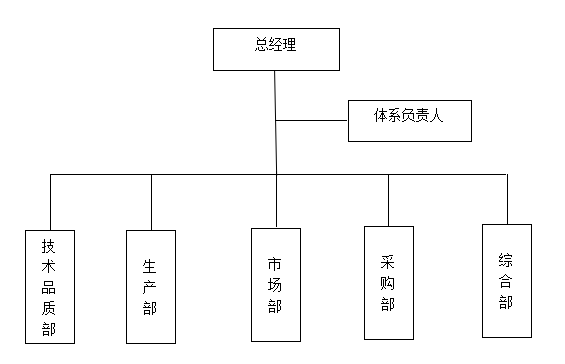 总经理
体系负责人
技术品质部
生产部
市场部
采购部
综合部